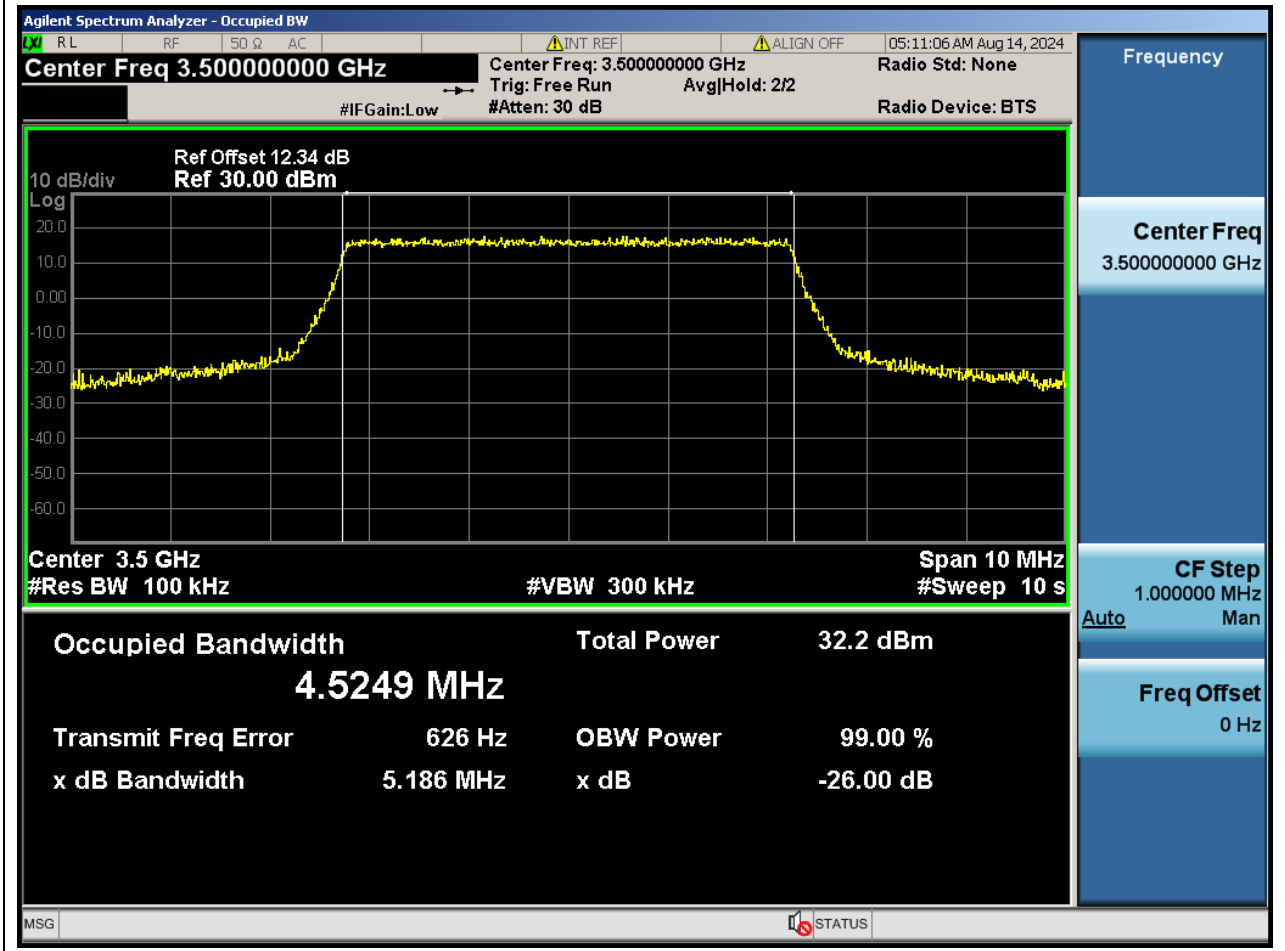 Agilent Spectrum Analyzer - Occupied BW
LXI RL RF 50 Ω AC INT REF ALIGN OFF 05:11:06 AM Aug 14, 2024
Center Freq 3.500000000 GHz
Center Freq: 3.500000000 GHz
Radio Std: None
Trig: Free Run Avg|Hold: 2/2
#IFGain:Low
#Atten: 30 dB
Radio Device: BTS
Ref Offset 12.34 dB
10 dB/div Ref 30.00 dBm
Log
20.0
10.0
0.00
-10.0
-20.0
-30.0
-40.0
-50.0
-60.0
Center 3.5 GHz Span 10 MHz
#Res BW 100 kHz #VBW 300 kHz #Sweep 10 s
Occupied Bandwidth Total Power 32.2 dBm
4.5249 MHz
Transmit Freq Error 626 Hz OBW Power 99.00 %
x dB Bandwidth 5.186 MHz x dB -26.00 dB
Frequency
Center Freq
3.500000000 GHz
CF Step
1.000000 MHz
Auto Man
Freq Offset
0 Hz
MSG STATUS